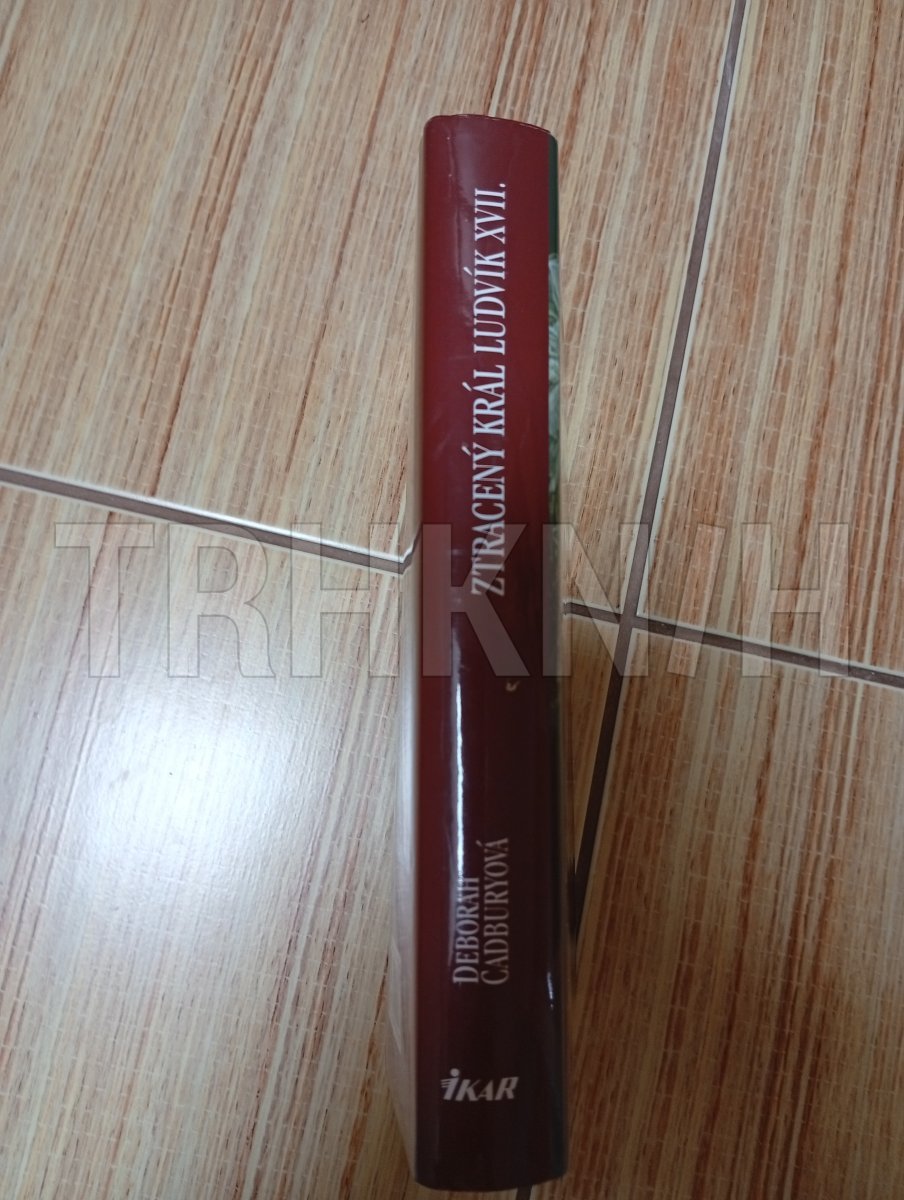 ZTRACENÝ KRÁL LUDVÍK XVII.
DEBORAH
CADBURYOVÁ
IKAR
TRHKNIH